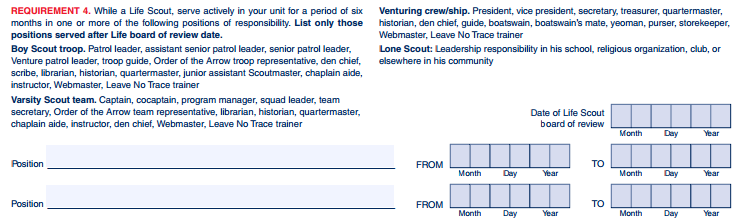 REQUIREMENT 4. While a Life Scout, serve actively in your unit for a period of six
months in one or more of the following positions of responsibility. List only those
positions served after Life board of review date.
Boy Scout troop. Patrol leader, assistant senior patrol leader, senior patrol leader,
Venture patrol leader, troop guide, Order of the Arrow troop representative, den chief,
scribe, librarian, historian, quartermaster, junior assistant Scoutmaster, chaplain aide,
instructor, Webmaster, Leave No Trace trainer
Varsity Scout team. Captain, cocaptain, program manager, squad leader, team
secretary, Order of the Arrow team representative, librarian, historian, quartermaster,
chaplain aide, instructor, den chief, Webmaster, Leave No Trace trainer
Venturing crew/ship. President, vice president, secretary, treasurer, quartermaster,
historian, den chief, guide, boatswain, boatswain's mate, yeoman, purser, storekeeper,
Webmaster, Leave No Trace trainer
Lone Scout: Leadership responsibility in his school, religious organization, club, or
elsewhere in his community
Date of Life Scout
board of review
Month Day Year
Position FROM TO
Month Day Year Month Day Year
Position FROM TO
Month Day Year Month Day Year